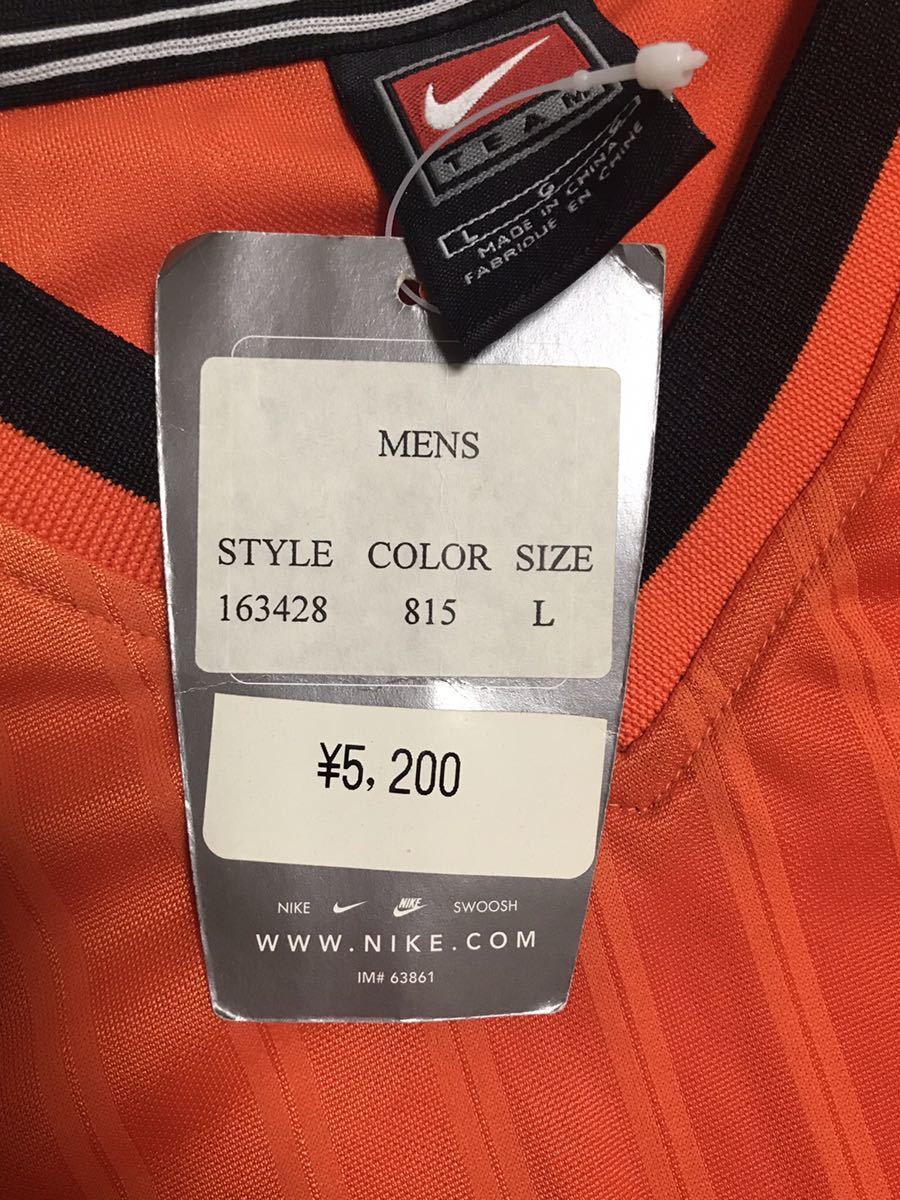 TEAM
L G
MADE IN CHINA
FABRIQUE EN CHINE
MENS
STYLE COLOR SIZE
163428 815 L
¥5,200
NIKE NIKE SWOOSH
WWW.NIKE.COM
IM# 63861